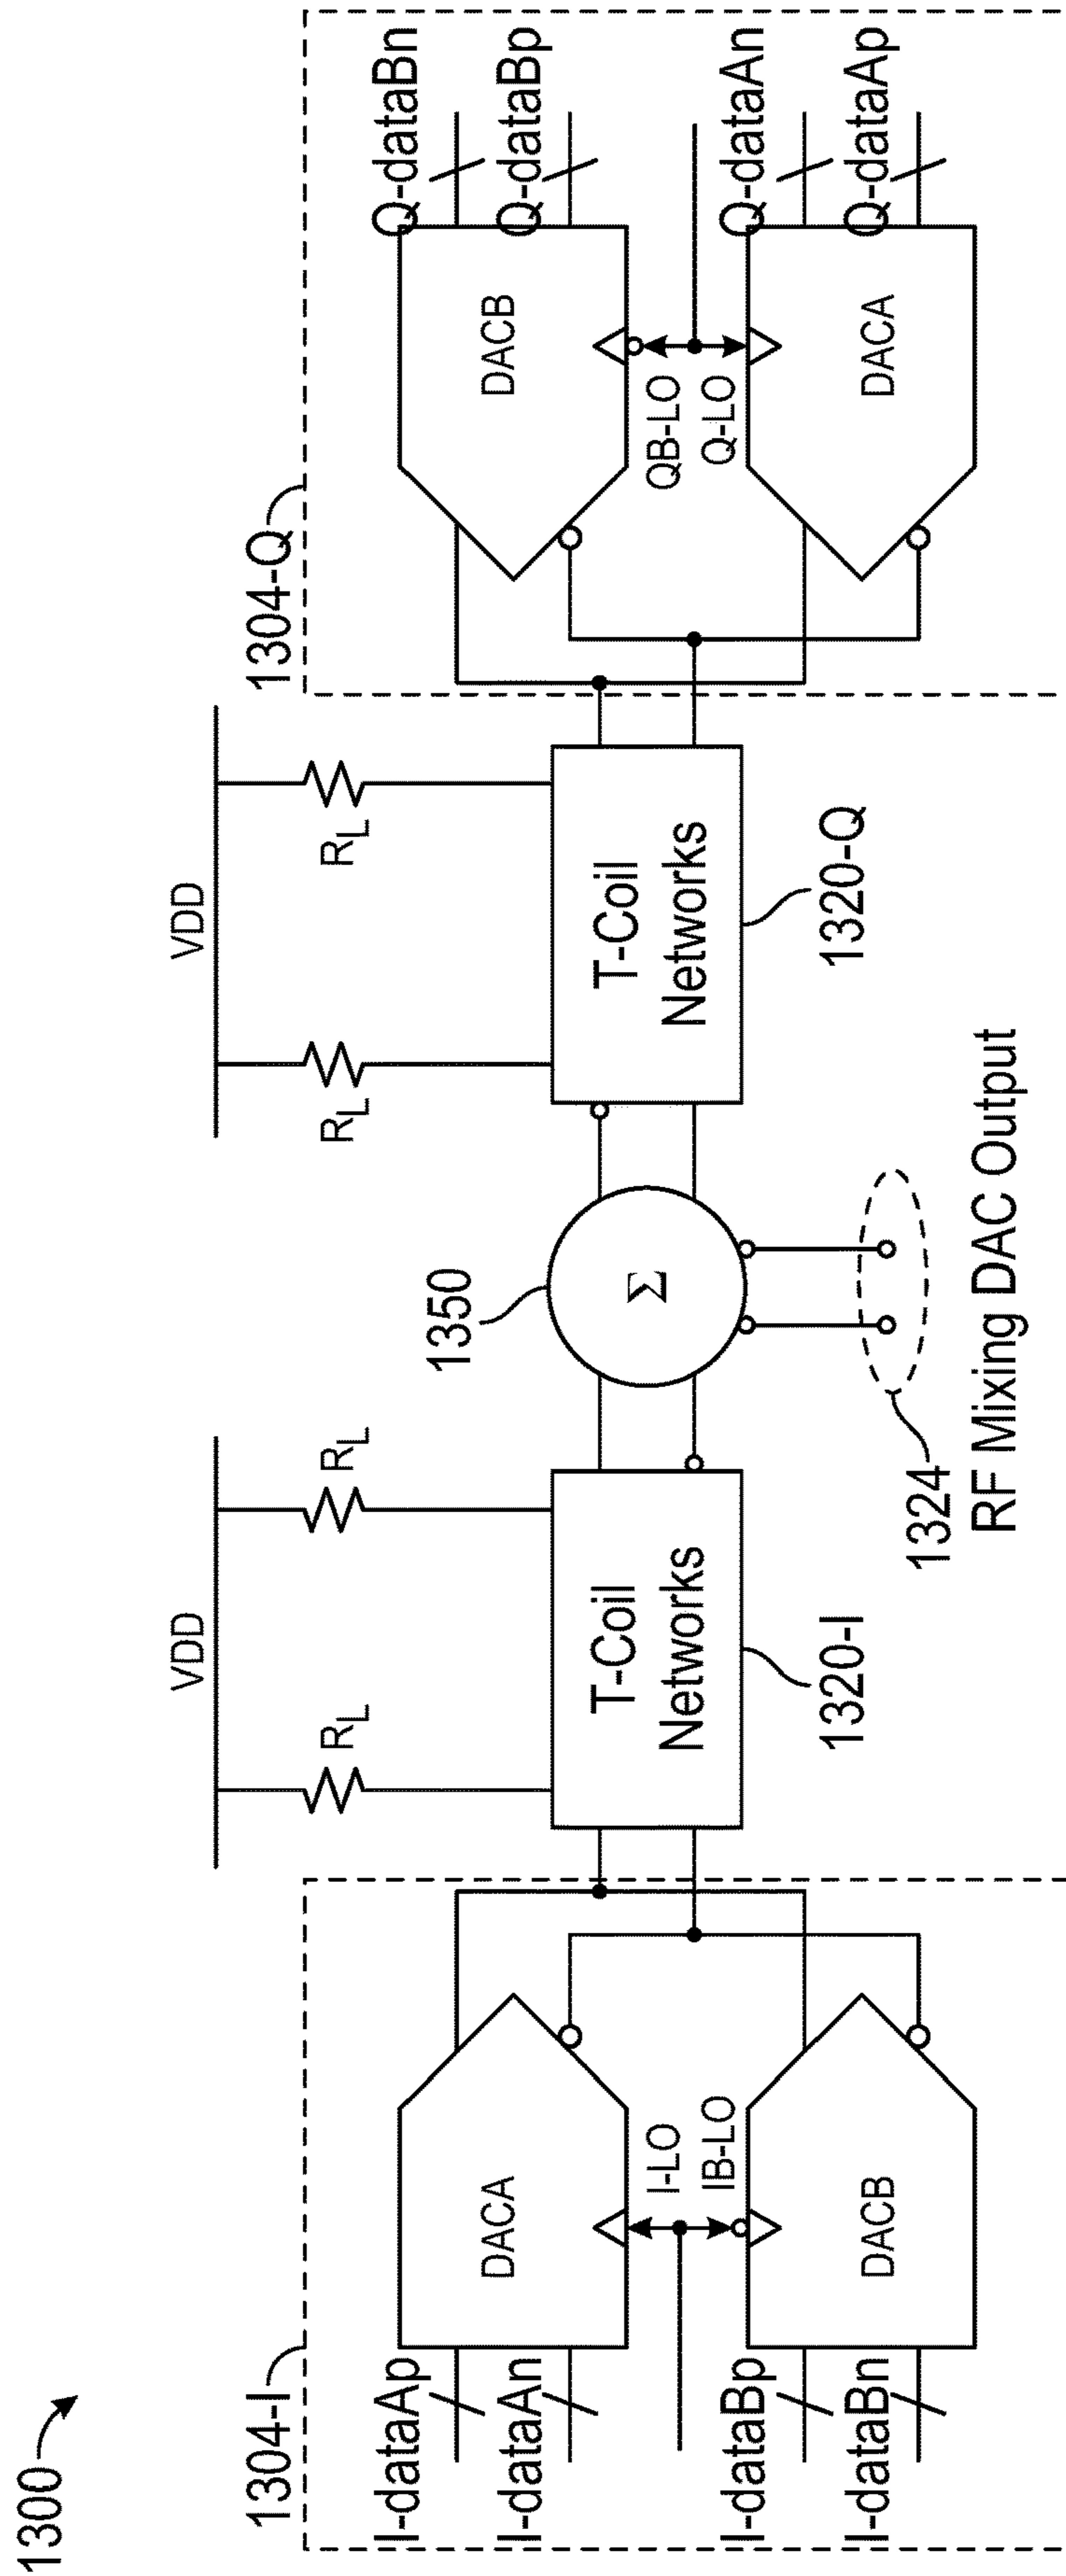 1300
1304-I
I-dataAp
I-dataAn
I-dataBp
I-dataBn
DACA
I-LO
IB-LO
DACB
VDD
RL
RL
T-Coil
Networks
1320-I
1350
Σ
1324
RF Mixing DAC Output
VDD
RL
RL
T-Coil
Networks
1320-Q
1304-Q
DACB
QB-LO
Q-LO
DACA
Q-dataBn
Q-dataBp
Q-dataAn
Q-dataAp